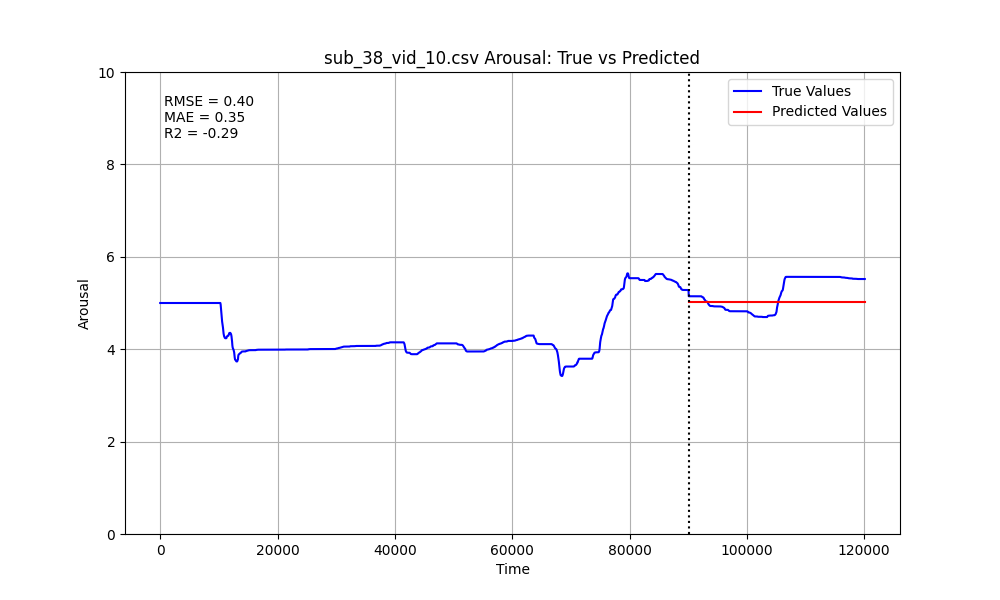 sub_38_vid_10.csv Arousal: True vs Predicted
RMSE = 0.40
MAE = 0.35
R2 = -0.29
True Values
Predicted Values
Arousal
10
8
6
4
2
0
0
20000
40000
60000
80000
100000
120000
Time